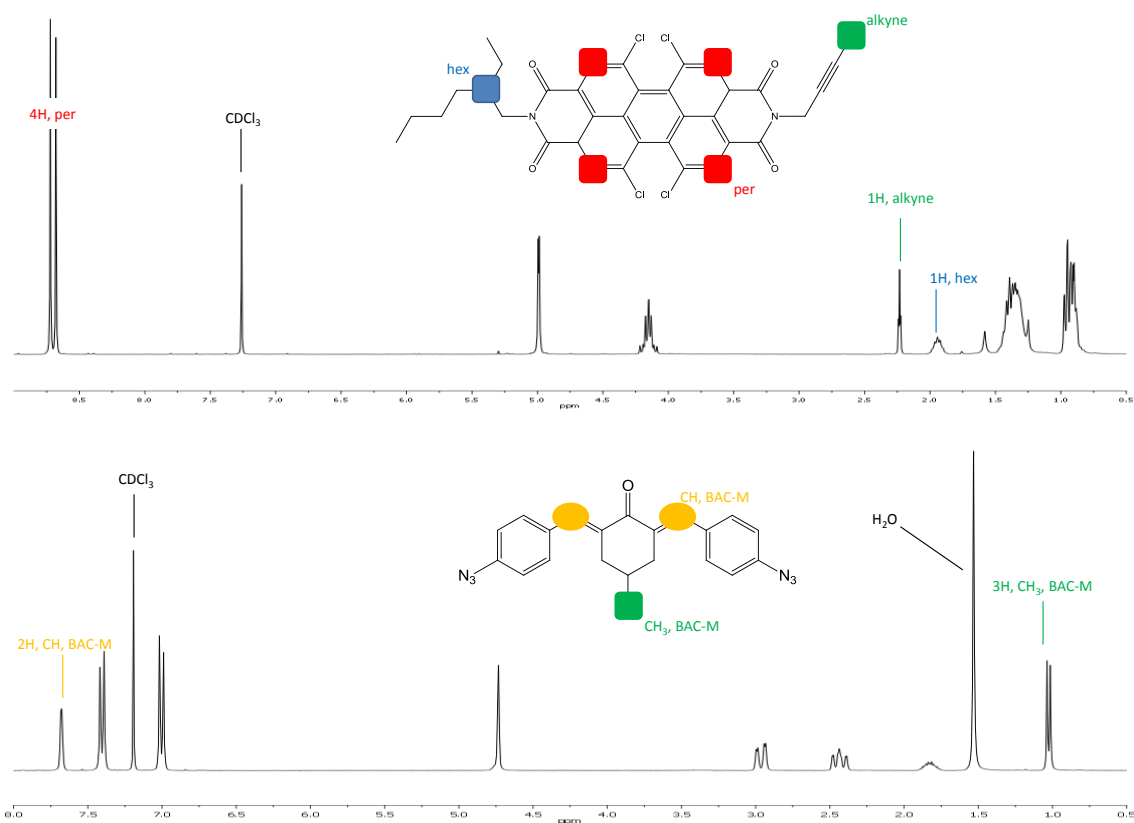 alkyne
Cl Cl
hex
O O
4H, per
CDCl3
N N
O O
Cl Cl
per
1H, alkyne
1H, hex
8.5 8.0 7.5 7.0 6.5 6.0 5.5 5.0 4.5 4.0 3.5 3.0 2.5 2.0 1.5 1.0 0.5
ppm
CDCl3
O
CH, BAC-M
H2O
N3 N3
3H, CH3, BAC-M
CH3, BAC-M
2H, CH, BAC-M
8.0 7.5 7.0 6.5 6.0 5.5 5.0 4.5 4.0 3.5 3.0 2.5 2.0 1.5 1.0 0.5
ppm